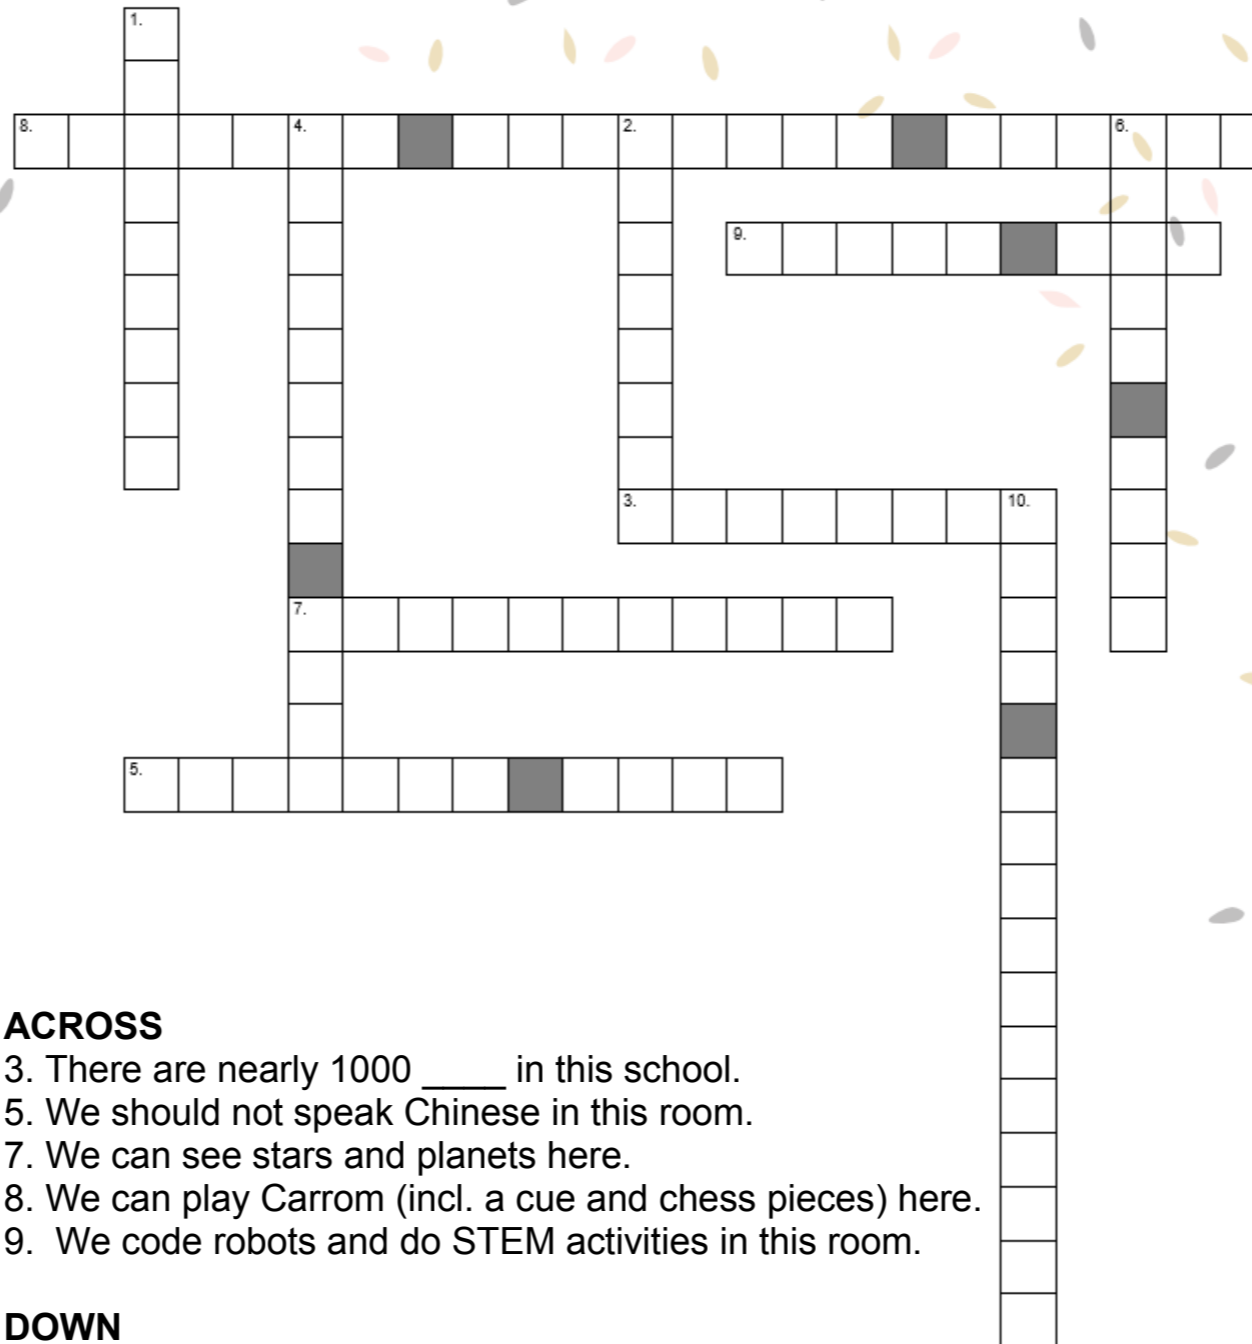 1.
8.
4.
2.
6.
9.
3.
10.
7.
5.
ACROSS
3. There are nearly 1000 ____ in this school.
5. We should not speak Chinese in this room.
7. We can see stars and planets here.
8. We can play Carrom (incl. a cue and chess pieces) here.
9.  We code robots and do STEM activities in this room.
DOWN